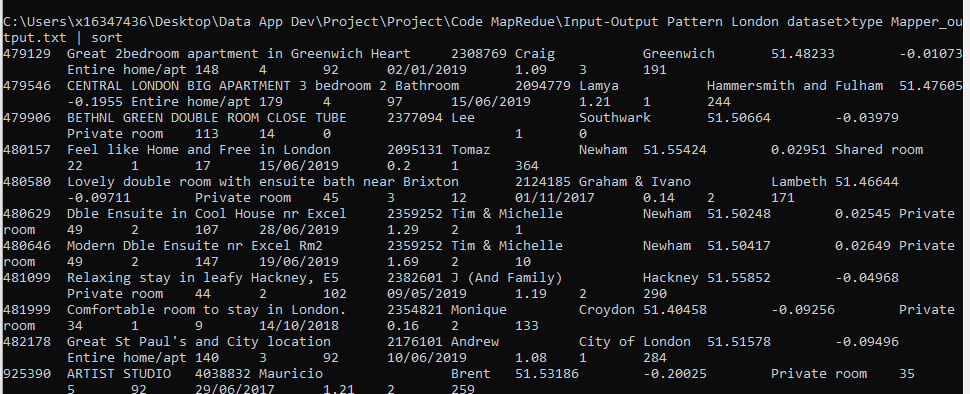 C:\Users\x16347436\Desktop\Data App Dev\Project\Project\Code MapRedue\Input-Output Pattern London dataset>type Mapper_ou
tput.txt | sort
479129 Great 2bedroom apartment in Greenwich Heart 2308769 Craig Greenwich 51.48233 -0.01073
Entire home/apt 148 4 92 02/01/2019 1.09 3 191
479546 CENTRAL LONDON BIG APARTMENT 3 bedroom 2 Bathroom 2094779 Lamya Hammersmith and Fulham 51.47605
-0.1955 Entire home/apt 179 4 97 15/06/2019 1.21 1 244
479906 BETHNL GREEN DOUBLE ROOM CLOSE TUBE 2377094 Lee Southwark 51.50664 -0.03979
Private room 113 14 0 1 0
480157 Feel like Home and Free in London 2095131 Tomaz Newham 51.55424 0.02951 Shared room
22 1 17 15/06/2019 0.2 1 364
480580 Lovely double room with ensuite bath near Brixton 2124185 Graham & Ivano Lambeth 51.46644
-0.09711 Private room 45 3 12 01/11/2017 0.14 2 171
480629 Dble Ensuite in Cool House nr Excel 2359252 Tim & Michelle Newham 51.50248 0.02545 Private
room 49 2 107 28/06/2019 1.29 2 1
480646 Modern Dble Ensuite nr Excel Rm2 2359252 Tim & Michelle Newham 51.50417 0.02649 Private
room 49 2 147 19/06/2019 1.69 2 10
481099 Relaxing stay in leafy Hackney, E5 2382601 J (And Family) Hackney 51.55852 -0.04968
Private room 44 2 102 09/05/2019 1.19 2 290
481999 Comfortable room to stay in London. 2354821 Monique Croydon 51.40458 -0.09256 Private
room 34 1 9 14/10/2018 0.16 2 133
482178 Great St Paul's and City location 2176101 Andrew City of London 51.51578 -0.09496
Entire home/apt 140 3 92 10/06/2019 1.08 1 284
925390 ARTIST STUDIO 4038832 Mauricio Brent 51.53186 -0.20025 Private room 35
5 92 29/06/2017 1.21 2 259